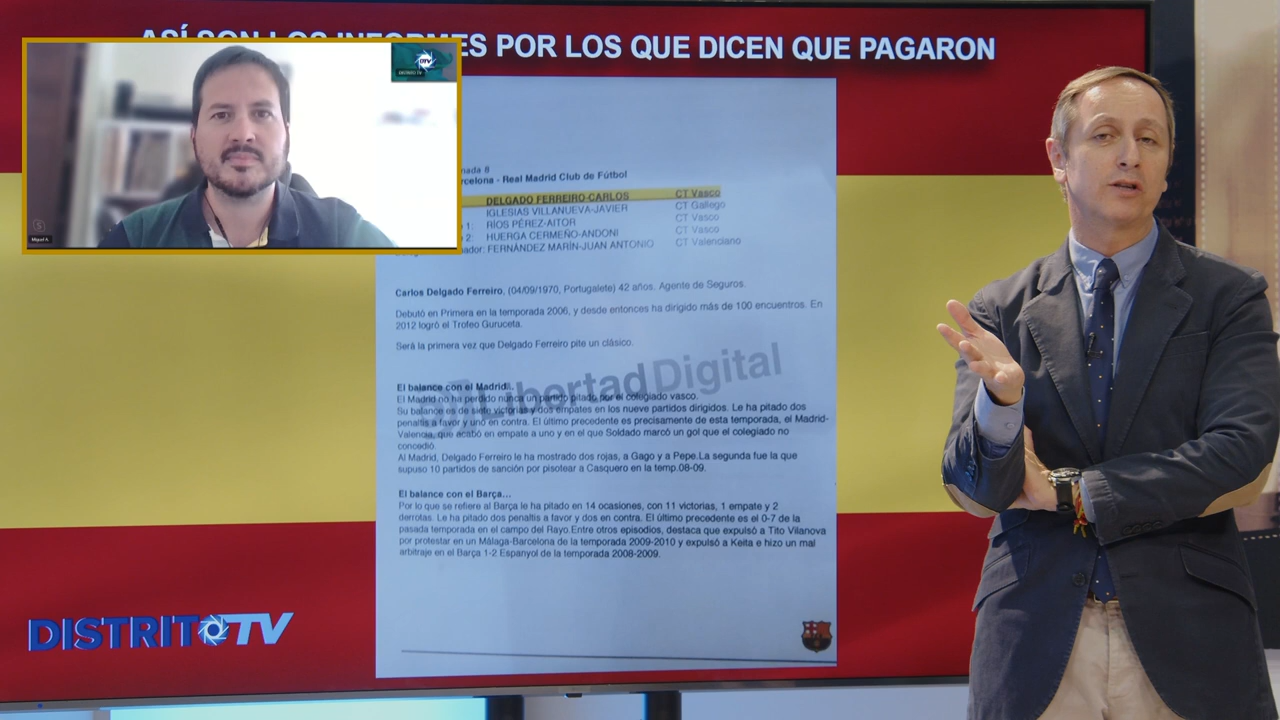 ASÍ SON LOS INFORMES POR LOS QUE DICEN QUE PAGARON
DISTRITO TV
Miguel A.
nada 8
rcelona - Real Madrid Club de Fútbol
DELGADO FERREIRO-CARLOS CT Vasco
IGLESIAS VILLANUEVA-JAVIER CT Gallego
1: RÍOS PÉREZ-AITOR CT Vasco
2: HUERGA CERMEÑO-ANDONI CT Vasco
ador: FERNÁNDEZ MARÍN-JUAN ANTONIO CT Valenciano
Carlos Delgado Ferreiro, (04/09/1970, Portugalete) 42 años. Agente de Seguros.
Debutó en Primera en la temporada 2006, y desde entonces ha dirigido más de 100 encuentros. En
2012 logró el Trofeo Guruceta.
Será la primera vez que Delgado Ferreiro pite un clásico.
LibertadDigital
El balance con el Madrid...
El Madrid no ha perdido nunca un partido pitado por el colegiado vasco.
Su balance es de siete victorias y dos empates en los nueve partidos dirigidos. Le ha pitado dos
penaltis a favor y uno en contra. El último precedente es precisamente de esta temporada, el Madrid-
Valencia, que acabó en empate a uno y en el que Soldado marcó un gol que el colegiado no
concedió.
Al Madrid, Delgado Ferreiro le ha mostrado dos rojas, a Gago y a Pepe.La segunda fue la que
supuso 10 partidos de sanción por pisotear a Casquero en la temp.08-09.
El balance con el Barça...
Por lo que se refiere al Barça le ha pitado en 14 ocasiones, con 11 victorias, 1 empate y 2
derrotas. Le ha pitado dos penaltis a favor y dos en contra. El último precedente es el 0-7 de la
pasada temporada en el campo del Rayo.Entre otros episodios, destaca que expulsó a Tito Vilanova
por protestar en un Málaga-Barcelona de la temporada 2009-2010 y expulsó a Keita e hizo un mal
arbitraje en el Barça 1-2 Espanyol de la temporada 2008-2009.
DISTRITO TV